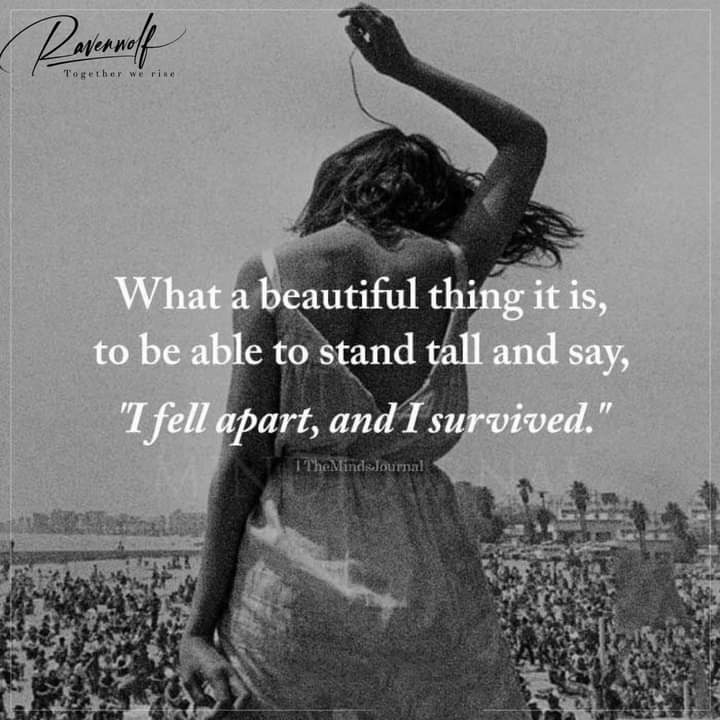 Ravenwolf
Together we rise
What a beautiful thing it is,
to be able to stand tall and say,
"I fell apart, and I survived."
| TheMindsJournal